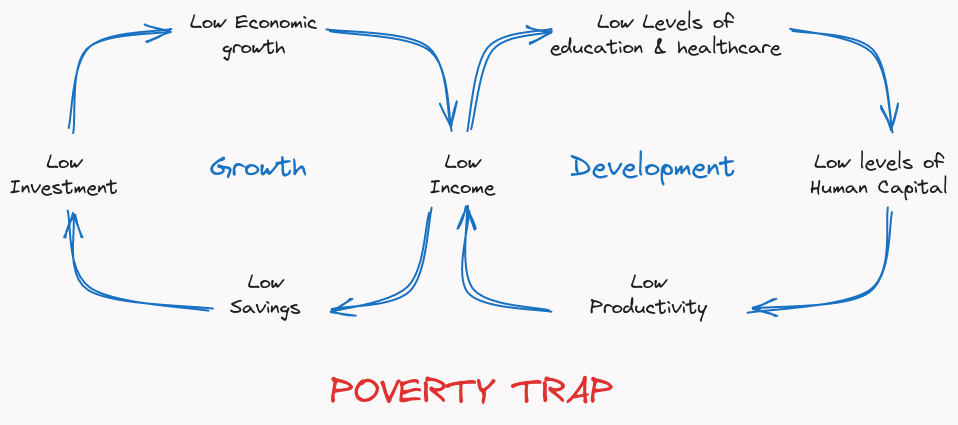 Low Economic
growth
Low Levels of
education & healthcare
Low
Investment
Growth
Low
Income
Development
Low levels of
Human Capital
Low
Savings
Low
Productivity
POVERTY TRAP